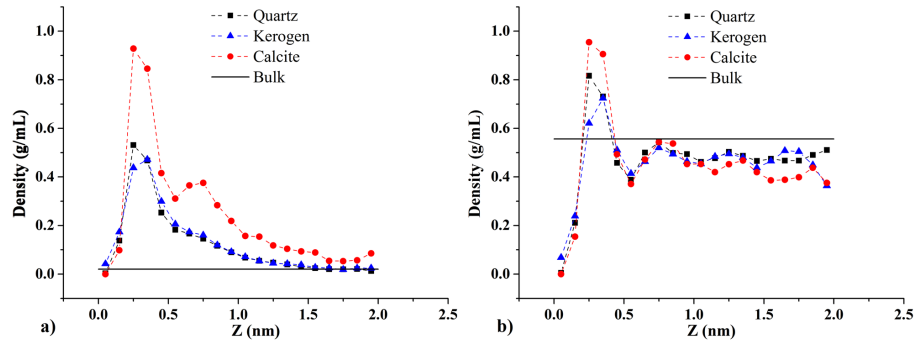 Quartz
Kerogen
Calcite
Bulk
1.0
0.8
0.6
0.4
0.2
0.0
Density (g/mL)
0.0 0.5 1.0 1.5 2.0 2.5
Z (nm)
a)
Quartz
Kerogen
Calcite
Bulk
1.0
0.8
0.6
0.4
0.2
0.0
Density (g/mL)
0.0 0.5 1.0 1.5 2.0 2.5
Z (nm)
b)